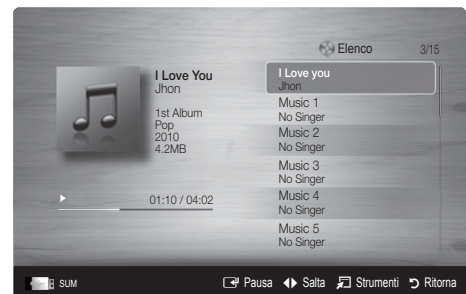 Elenco 3/15
I Love You
Jhon
1st Album
Pop
2010
4.2MB
01:10 / 04:02
I Love you
Jhon
Music 1
No Singer
Music 2
No Singer
Music 3
No Singer
Music 4
No Singer
Music 5
No Singer
SUM Pausa Salta Strumenti Ritorna